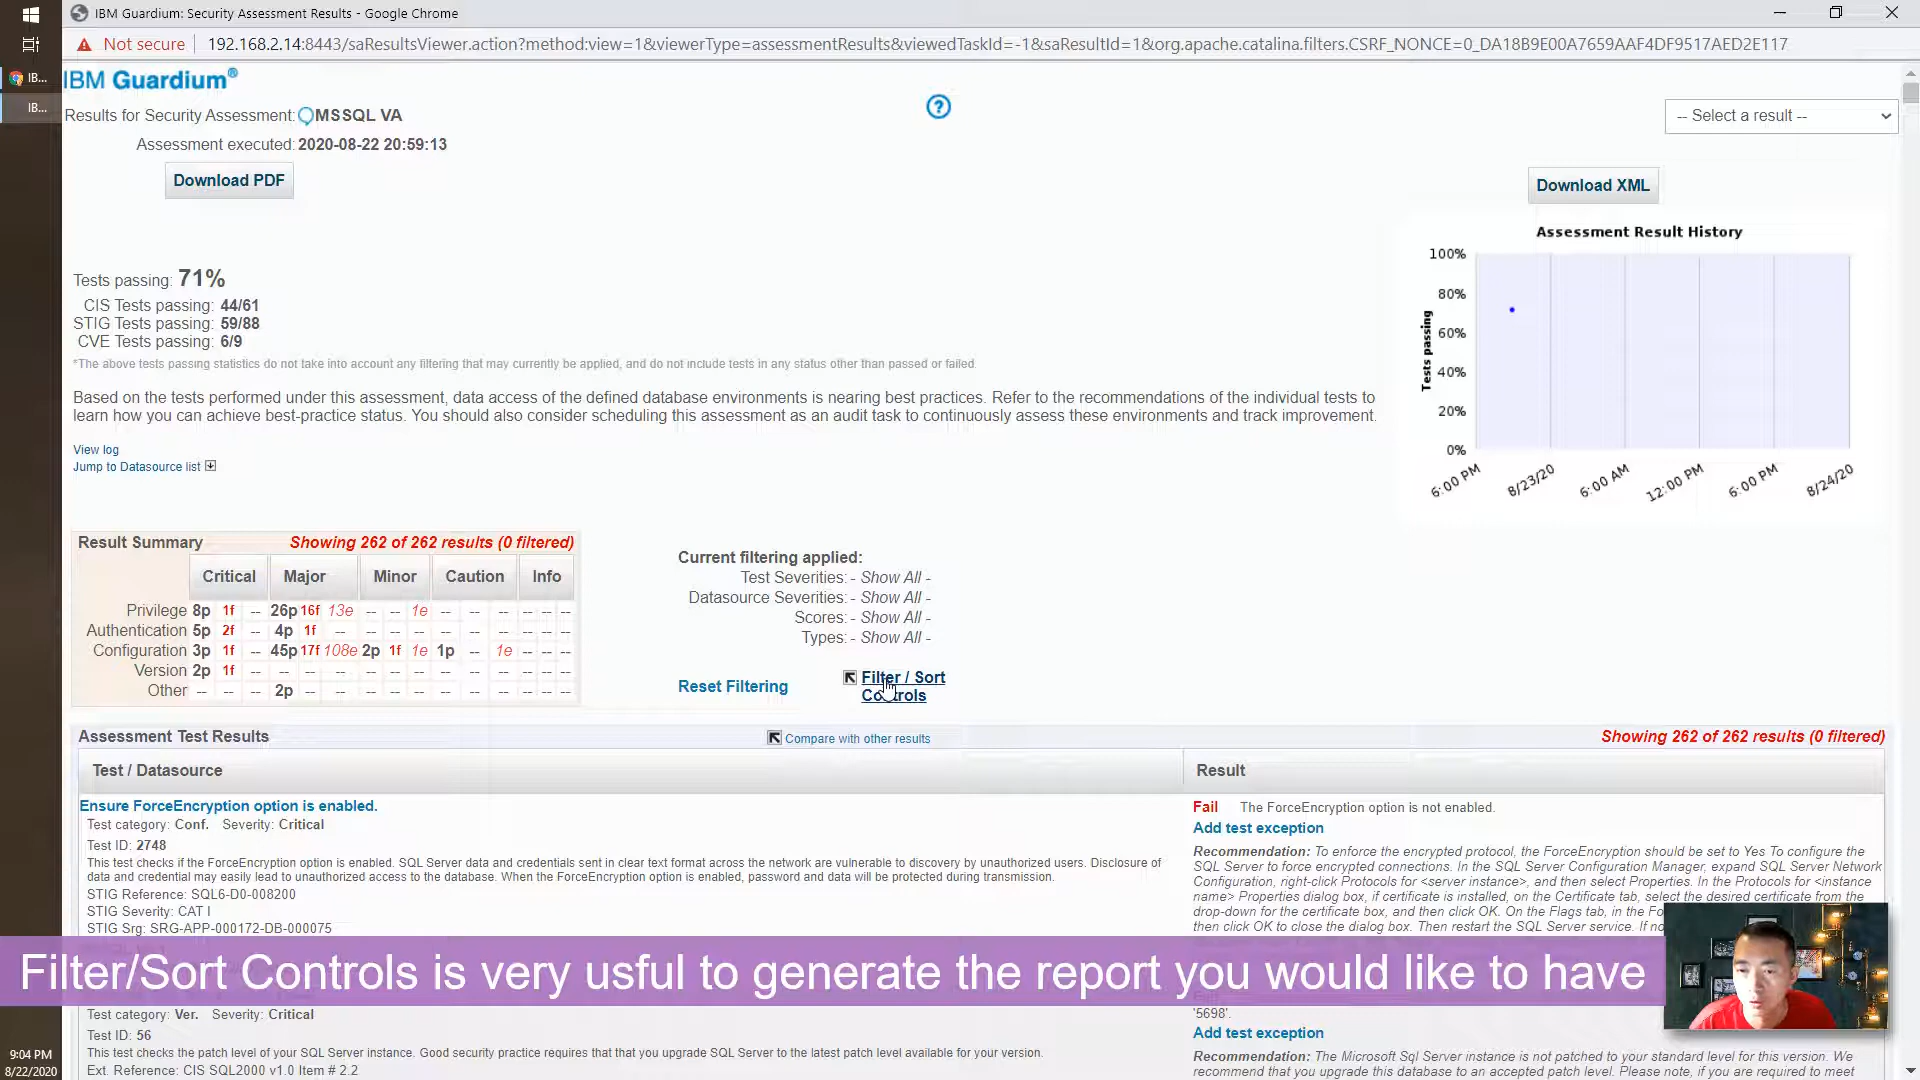 IBM Guardium: Security Assessment Results - Google Chrome
Not secure
192.168.2.14:8443/saResultsViewer.action?method:view=1&viewerType=assessmentResults&viewedTaskId=-1&saResultId=1&org.apache.catalina.filters.CSRF_NONCE=0_DA18B9E00A7659AAF4DF9517AED2E117
IB...
IB...
IBM Guardium®
Results for Security Assessment: MSSQL VA
-- Select a result --
Assessment executed: 2020-08-22 20:59:13
Download PDF
Download XML
Assessment Result History
100%
80%
60%
40%
20%
0%
Tests passing
6:00 PM
8/23/20
6:00 AM
12:00 PM
6:00 PM
8/24/20
Tests passing: 71%
CIS Tests passing: 44/61
STIG Tests passing: 59/88
CVE Tests passing: 6/9
*The above tests passing statistics do not take into account any filtering that may currently be applied, and do not include tests in any status other than passed or failed.
Based on the tests performed under this assessment, data access of the defined database environments is nearing best practices. Refer to the recommendations of the individual tests to
learn how you can achieve best-practice status. You should also consider scheduling this assessment as an audit task to continuously assess these environments and track improvement.
View log
Jump to Datasource list
Result Summary Showing 262 of 262 results (0 filtered)
Critical Major Minor Caution Info
Privilege 8p 1f -- 26p 16f 13e -- -- 1e -- -- -- -- -- --
Authentication 5p 2f -- 4p 1f -- -- -- -- -- -- -- -- -- --
Configuration 3p 1f -- 45p 17f 108e 2p 1f 1e 1p -- 1e -- -- --
Version 2p 1f -- -- -- -- -- -- -- -- -- -- -- -- --
Other -- -- -- 2p -- -- -- -- -- -- -- -- -- -- --
Current filtering applied:
Test Severities: - Show All -
Datasource Severities: - Show All -
Scores: - Show All -
Types: - Show All -
Reset Filtering
Filter / Sort
Controls
Assessment Test Results
Compare with other results
Showing 262 of 262 results (0 filtered)
Test / Datasource
Result
Ensure ForceEncryption option is enabled.
Test category: Conf. Severity: Critical
Test ID: 2748
This test checks if the ForceEncryption option is enabled. SQL Server data and credentials sent in clear text format across the network are vulnerable to discovery by unauthorized users. Disclosure of
data and credential may easily lead to unauthorized access to the database. When the ForceEncryption option is enabled, password and data will be protected during transmission.
STIG Reference: SQL6-D0-008200
STIG Severity: CAT I
STIG Srg: SRG-APP-000172-DB-000075
Fail The ForceEncryption option is not enabled.
Add test exception
Recommendation: To enforce the encrypted protocol, the ForceEncryption should be set to Yes To configure the
SQL Server to force encrypted connections. In the SQL Server Configuration Manager, expand SQL Server Network
Configuration, right-click Protocols for <server instance>, and then select Properties. In the Protocols for <instance
name> Properties dialog box, if certificate is installed, on the Certificate tab, select the desired certificate from the
drop-down for the certificate box, and then click OK. On the Flags tab, in the Fo
then click OK to close the dialog box. Then restart the SQL Server service. If no
Filter/Sort Controls is very usful to generate the report you would like to have
Test category: Ver. Severity: Critical
Test ID: 56
This test checks the patch level of your SQL Server instance. Good security practice requires that that you upgrade SQL Server to the latest patch level available for your version.
Ext. Reference: CIS SQL2000 v1.0 Item # 2.2
'5698'.
Add test exception
Recommendation: The Microsoft Sql Server instance is not patched to your standard level for this version. We
recommend that you upgrade this database to an accepted patch level. Please note, if you are required to meet
9:04 PM
8/22/2020